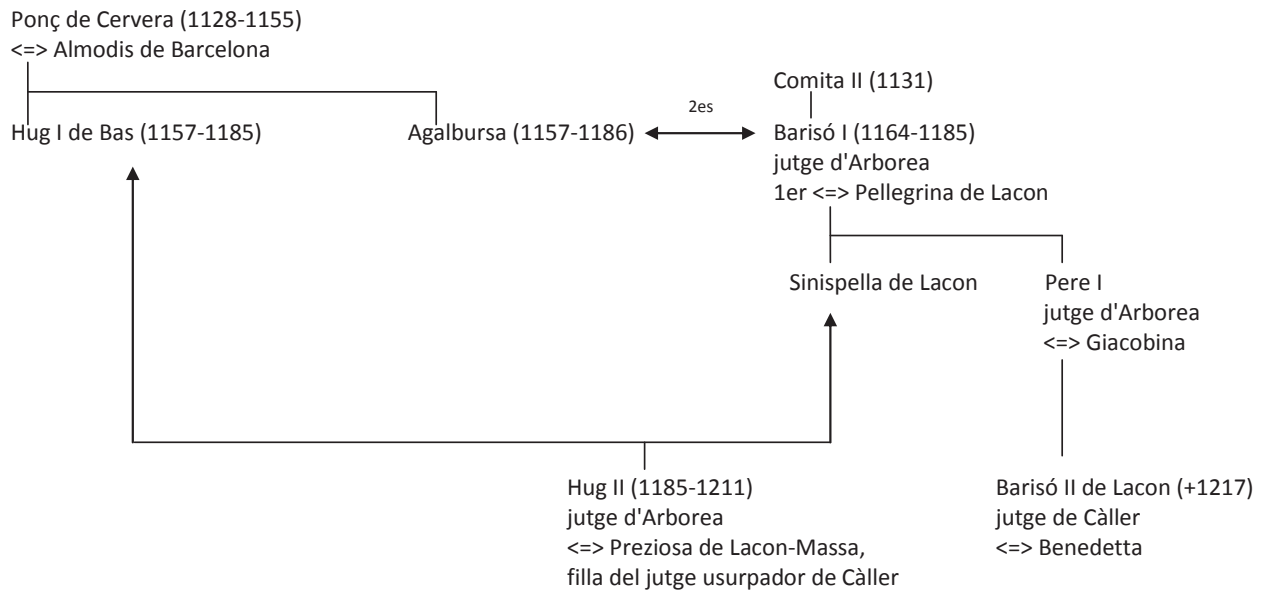 Ponç de Cervera (1128-1155)
<=> Almodis de Barcelona
Comita II (1131)
2es
Hug I de Bas (1157-1185)
Agalbursa (1157-1186)
Barisó I (1164-1185)
jutge d'Arborea
1er <=> Pellegrina de Lacon
Sinispella de Lacon
Pere I
jutge d'Arborea
<=> Giacobina
Hug II (1185-1211)
jutge d'Arborea
<=> Preziosa de Lacon-Massa,
filla del jutge usurpador de Càller
Barisó II de Lacon (+1217)
jutge de Càller
<=> Benedetta